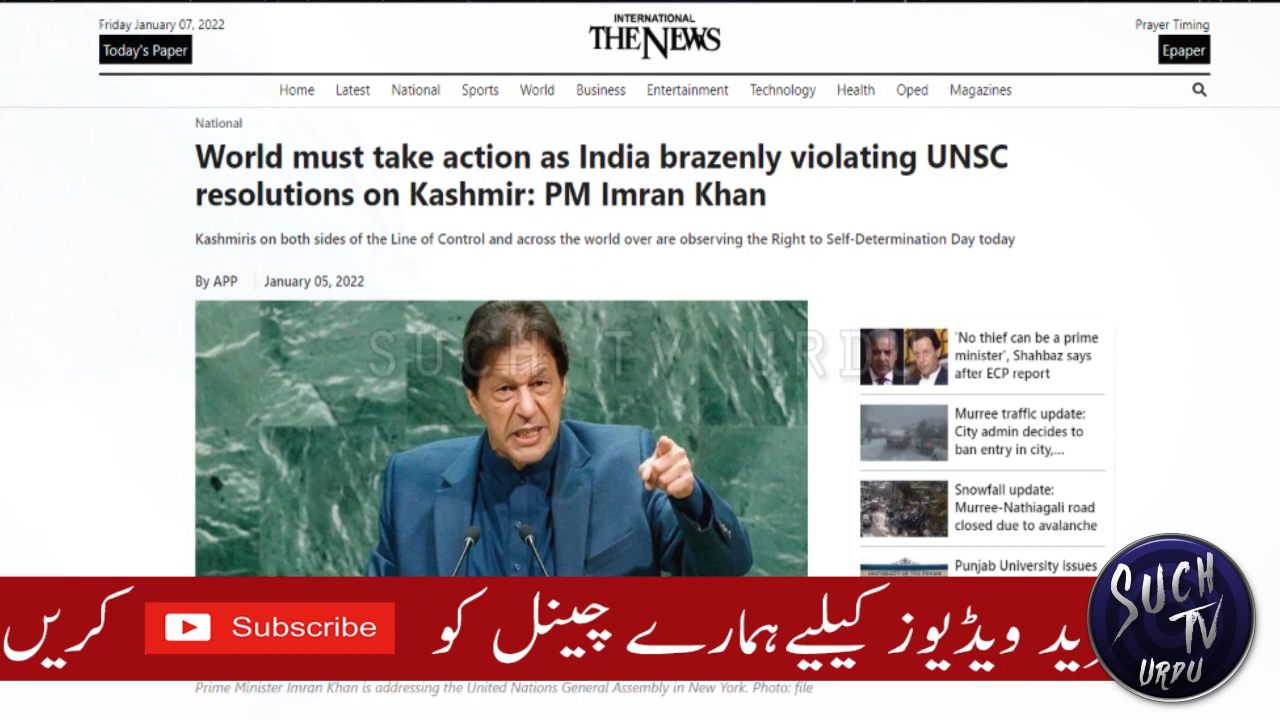 Friday January 07, 2022
INTERNATIONAL
THE NEWS
Prayer Timing
Today's Paper
Epaper
Home Latest National Sports World Business Entertainment Technology Health Oped Magazines
National
World must take action as India brazenly violating UNSC
resolutions on Kashmir: PM Imran Khan
Kashmiris on both sides of the Line of Control and across the world over are observing the Right to Self-Determination Day today
By APP January 05, 2022
SUCH TV URD
'No thief can be a prime
minister', Shahbaz says
after ECP report
Murree traffic update:
City admin decides to
ban entry in city,...
Snowfall update:
Murree-Nathiagali road
closed due to avalanche
Punjab University issues
ویڈیوز کیلیے ہمارے چینل کو Subscribe کریں
SUCH
TV
URDU
Prime Minister Imran Khan is addressing the United Nations General Assembly in New York. Photo: file